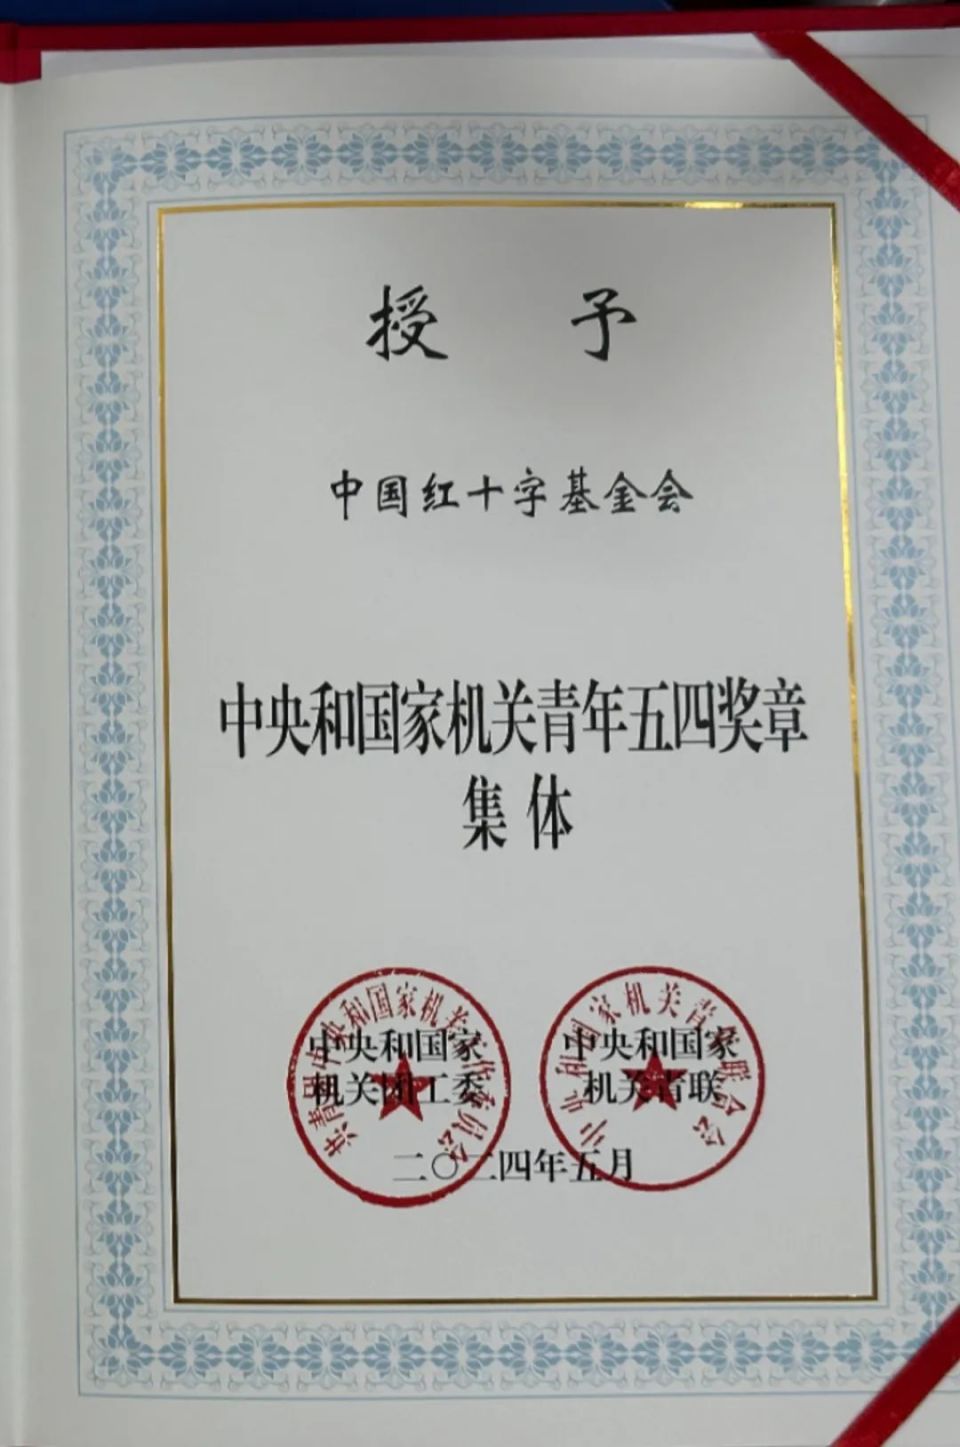 授予
中国红十字基金会
中央和国家机关青年五四奖章
集体
中央和国家
机关团工委
中央和国家
机关青联
二〇二四年五月